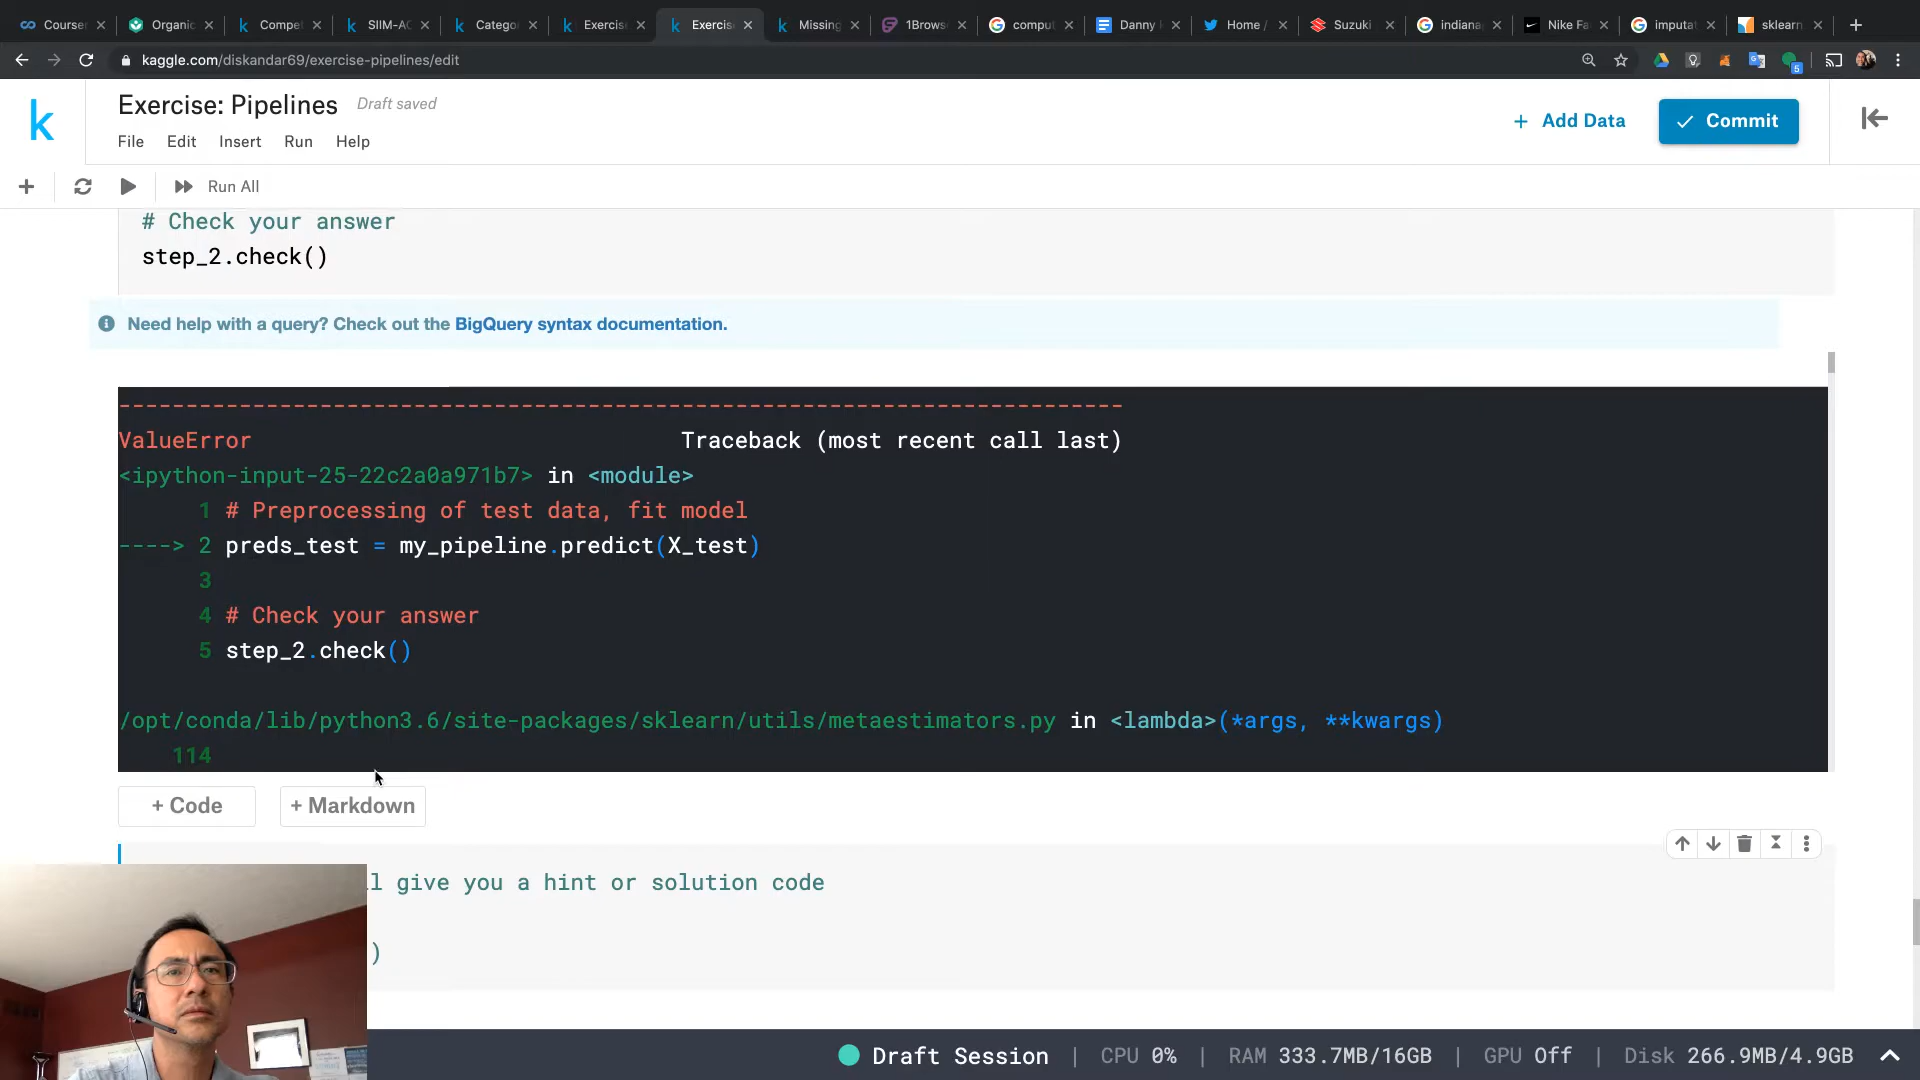 Courser
Organic
Compet
SIIM-AC
Catego
Exercise
Exercis
Missing
1Brows
comput
Danny
Home /
Suzuki
indiana
Nike Fa
imputat
sklearn
kaggle.com/diskandar69/exercise-pipelines/edit
5
k
Exercise: Pipelines
Draft saved
File
Edit
Insert
Run
Help
+ Add Data
Commit
Run All
# Check your answer
step_2.check()
Need help with a query? Check out the BigQuery syntax documentation.
---------------------------------------------------------------------------
ValueError Traceback (most recent call last)
<ipython-input-25-22c2a0a971b7> in <module>
1 # Preprocessing of test data, fit model
----> 2 preds_test = my_pipeline.predict(X_test)
3
4 # Check your answer
5 step_2.check()
/opt/conda/lib/python3.6/site-packages/sklearn/utils/metaestimators.py in <lambda>(*args, **kwargs)
114
+ Code
+ Markdown
ll give you a hint or solution code
)
Draft Session | CPU 0% | RAM 333.7MB/16GB | GPU Off | Disk 266.9MB/4.9GB